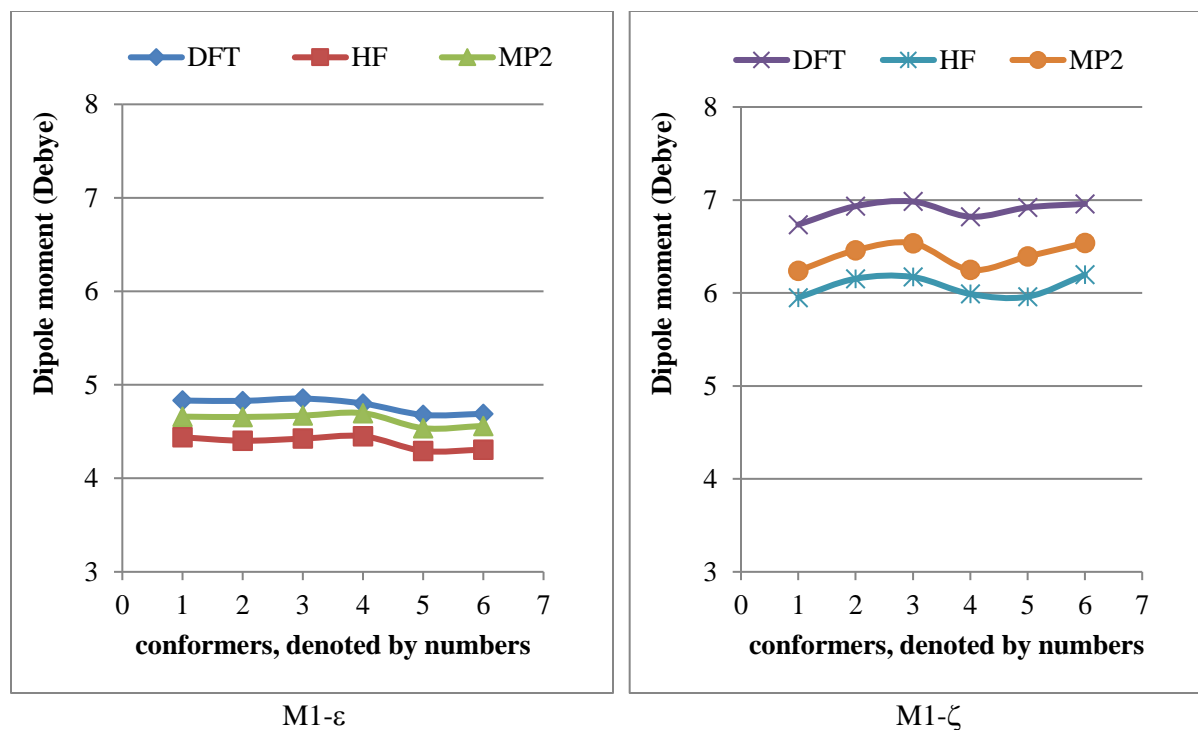 DFT HF MP2
8
7
6
5
4
3
0 1 2 3 4 5 6 7
Dipole moment (Debye)
conformers, denoted by numbers
M1-ε
DFT HF MP2
8
7
6
5
4
3
0 1 2 3 4 5 6 7
Dipole moment (Debye)
conformers, denoted by numbers
M1-ζ